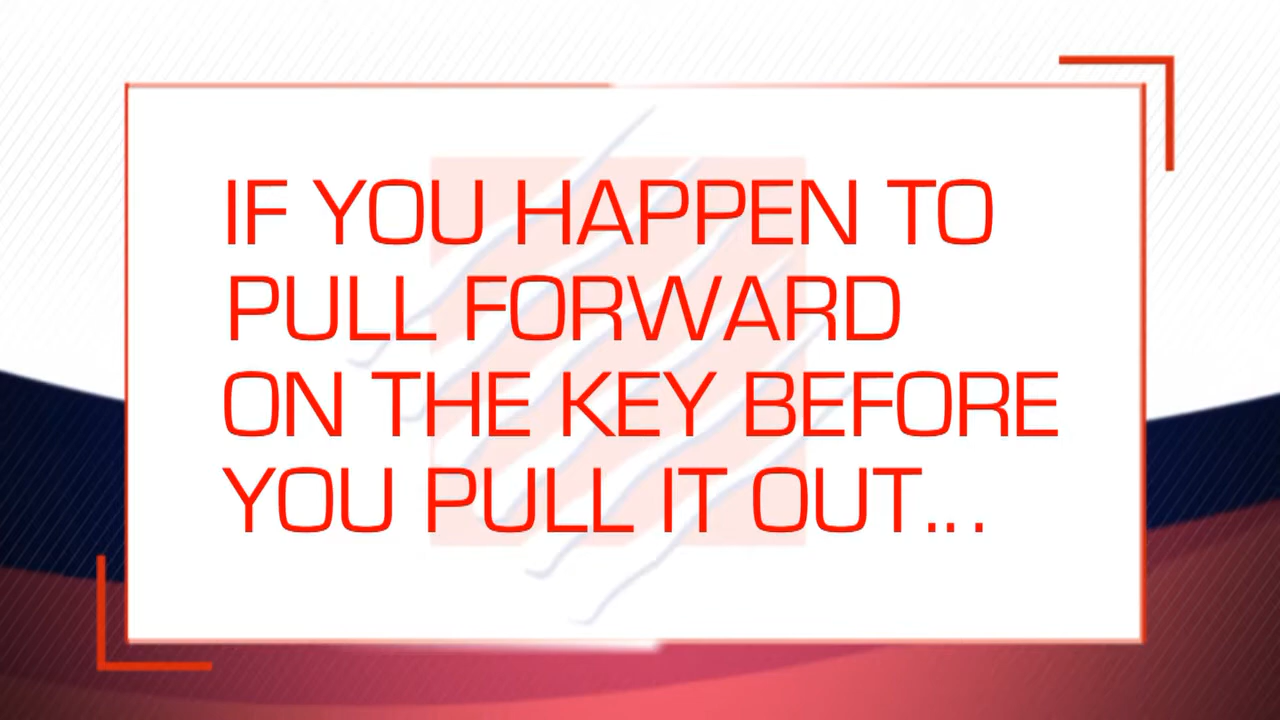 IF YOU HAPPEN TO
PULL FORWARD
ON THE KEY BEFORE
YOU PULL IT OUT...